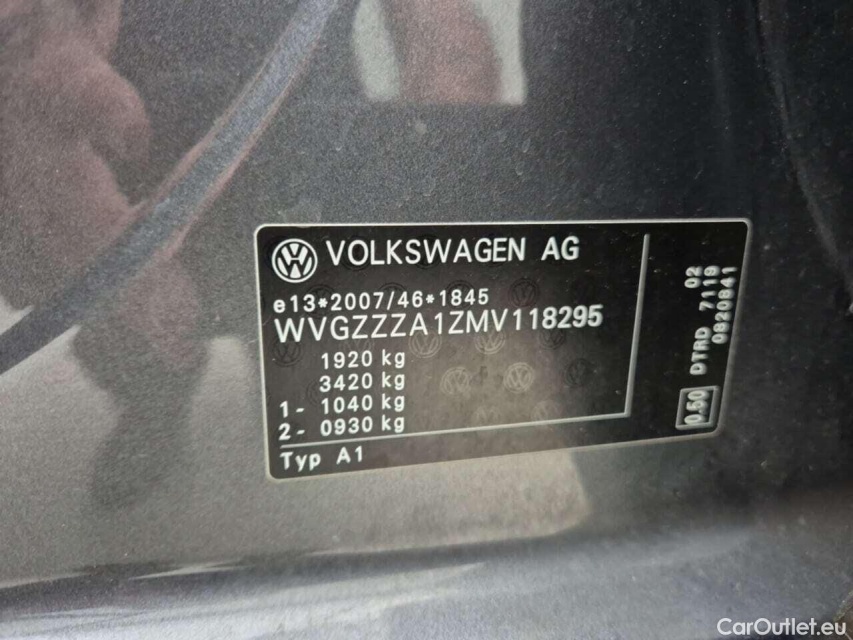 VOLKSWAGEN AG
e13*2007/46*1845
WVGZZZA1ZMV118295
1920 kg
3420 kg
1- 1040 kg
2- 0930 kg
Typ A1
02
DTRD 7119
0820841
0.50
CarOutlet.eu